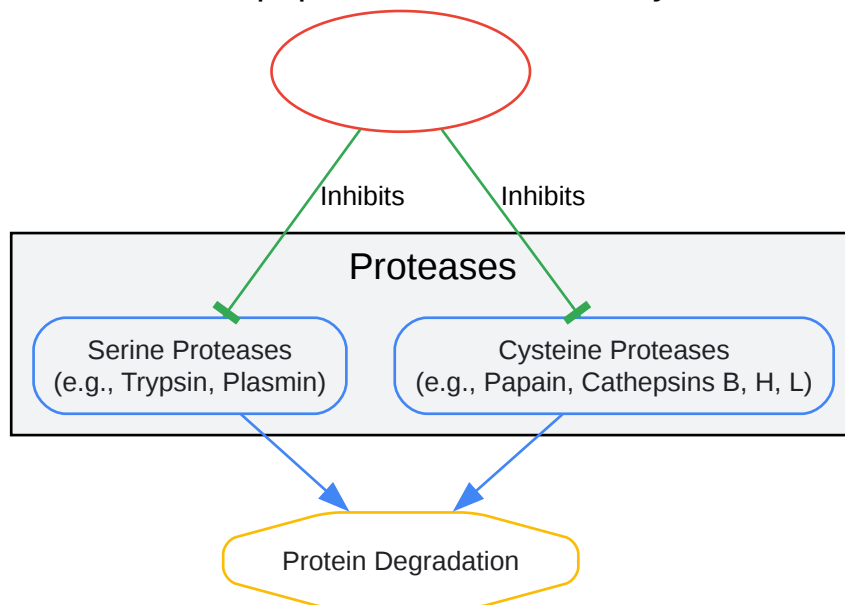 Inhibits
Inhibits
Proteases
Serine Proteases
(e.g., Trypsin, Plasmin)
Cysteine Proteases
(e.g., Papain, Cathepsins B, H, L)
Protein Degradation